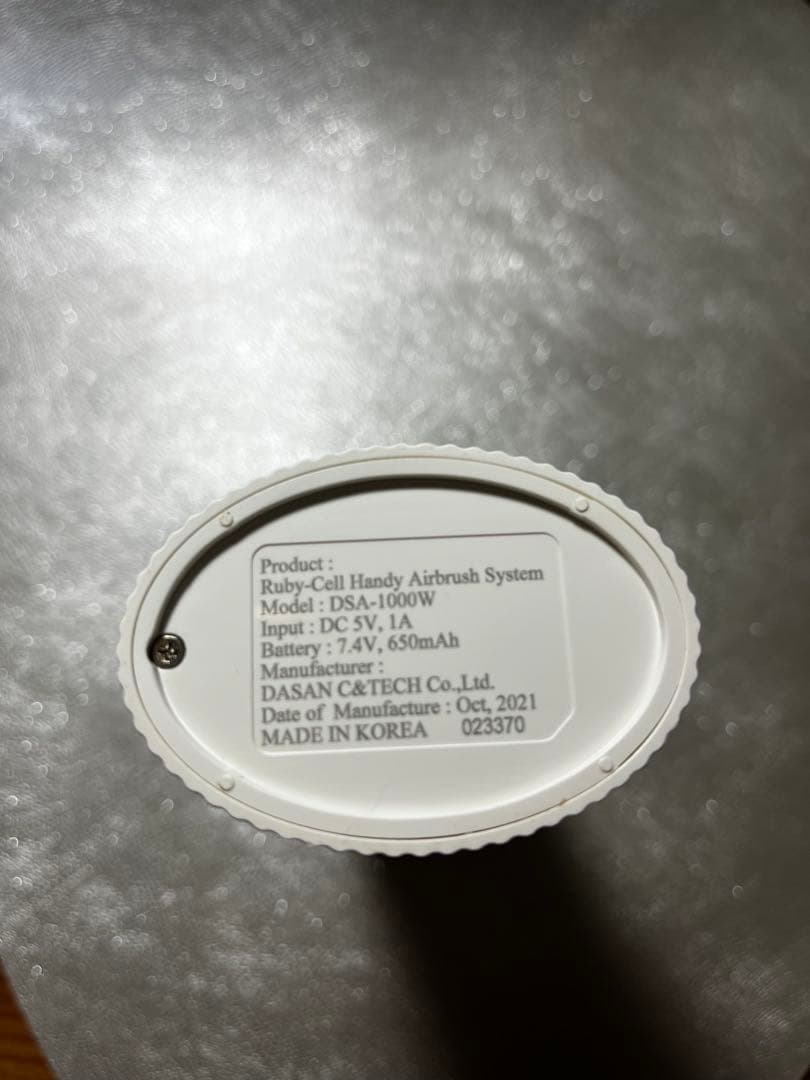 Product :
Ruby-Cell Handy Airbrush System
Model : DSA-1000W
Input : DC 5V, 1A
Battery : 7.4V, 650mAh
Manufacturer :
DASAN C&TECH Co.,Ltd.
Date of Manufacture : Oct, 2021
MADE IN KOREA 023370